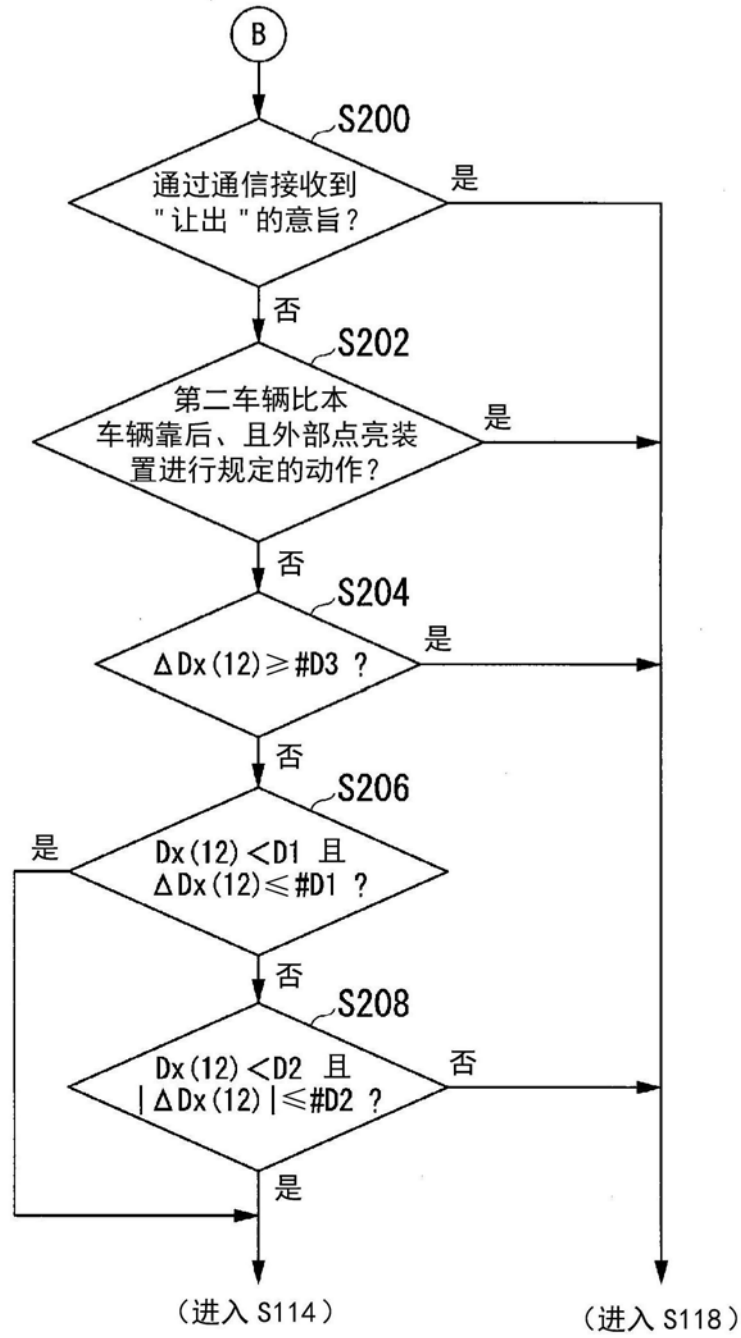 B
S200
通过通信接收到
"让出"的意旨?
是
否
S202
第二车辆比本
车辆靠后、且外部点亮装
置进行规定的动作?
是
否
S204
ΔDx(12)≥#D3 ?
是
否
S206
Dx(12)<D1 且
ΔDx(12)≤#D1 ?
是
否
S208
Dx(12)<D2 且
|ΔDx(12)|≤#D2 ?
否
是
(进入 S114)
(进入 S118)